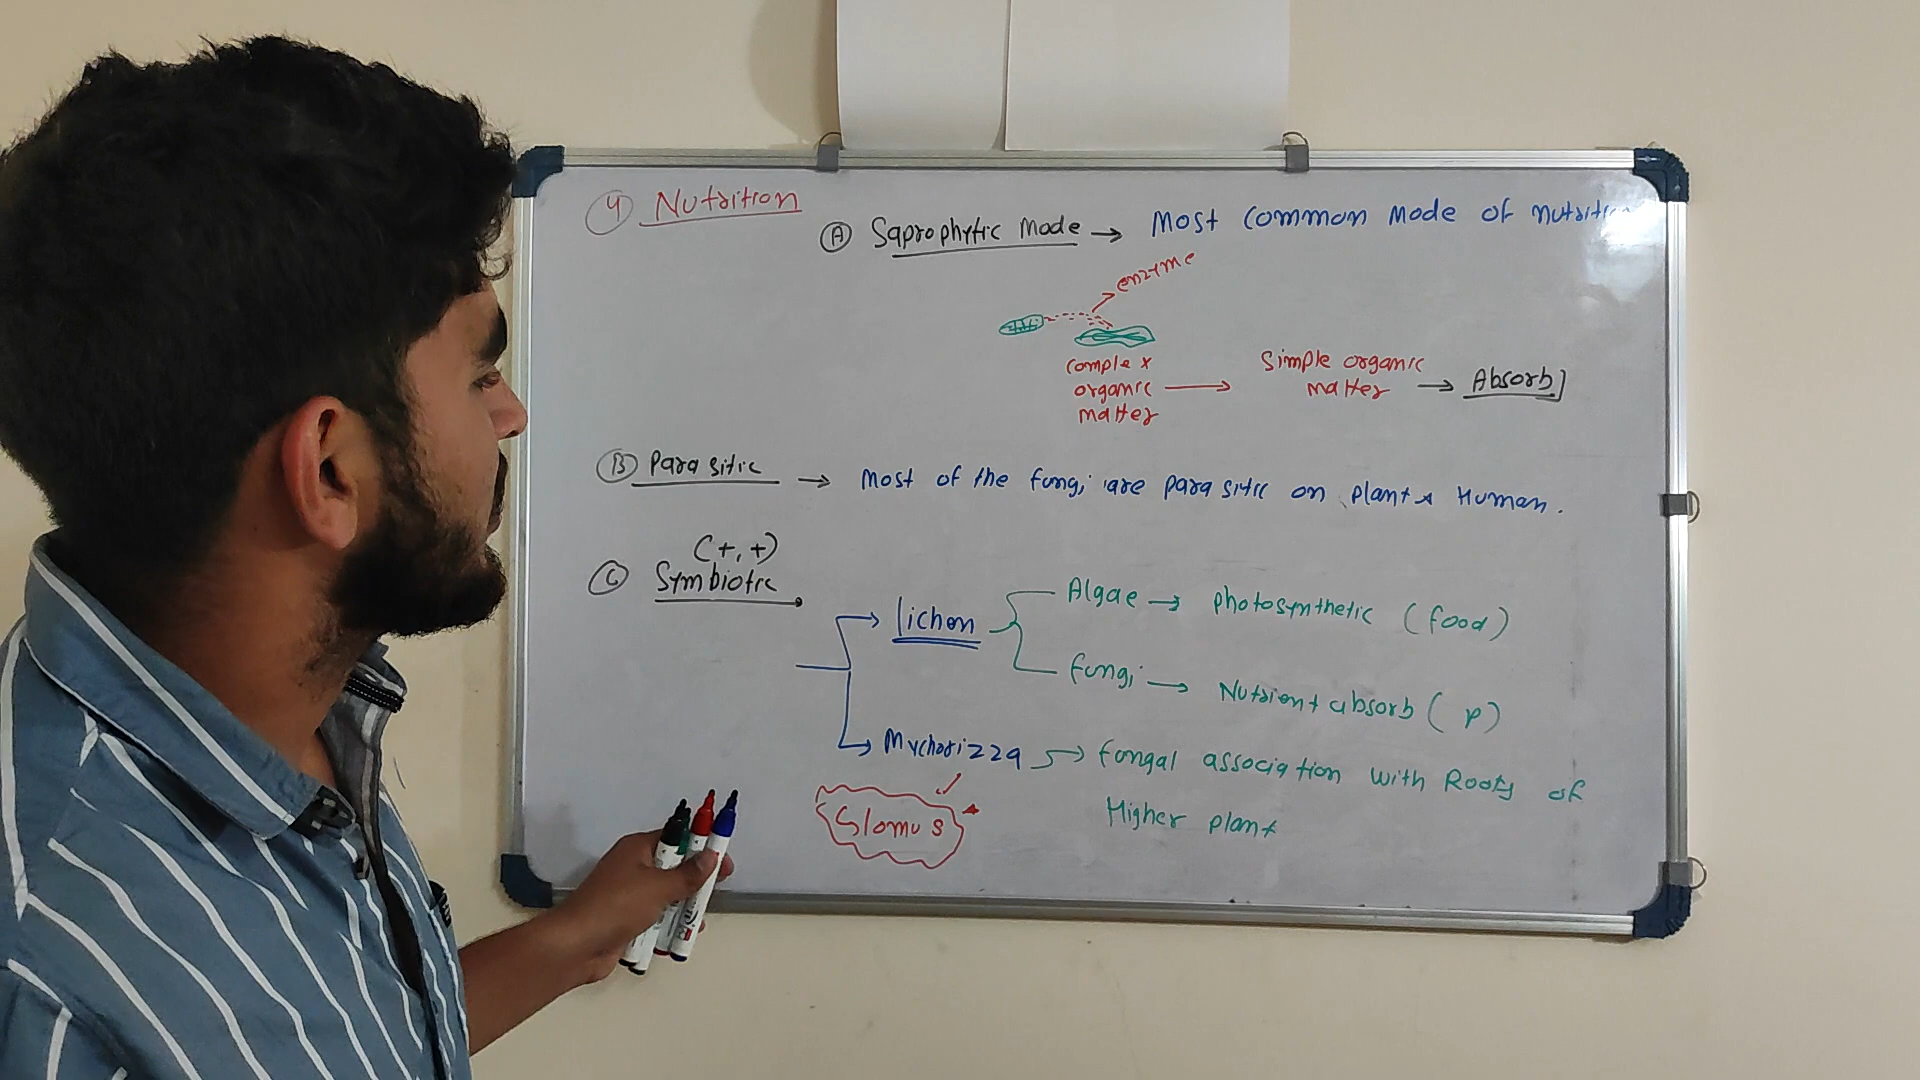 4) Nutrition
(A) Saprophytic Mode → Most Common Mode of nutrition
enzyme
Complex organic matter → Simple organic matter → Absorb
(B) Parasitic → Most of the fungi are parasitic on plant & Human.
(+,+)
(C) Symbiotic
lichen
Algae → photosynthetic (food)
fungi → Nutrient absorb (P)
Mychorizza → fungal association with Roots of
Higher plant
Glomus